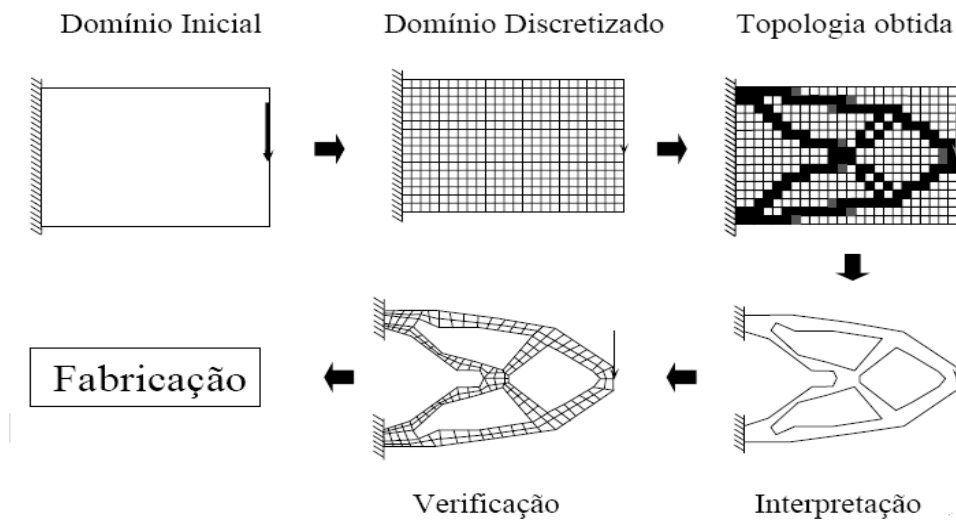 Domínio Inicial
Domínio Discretizado
Topologia obtida
Fabricação
Verificação
Interpretação